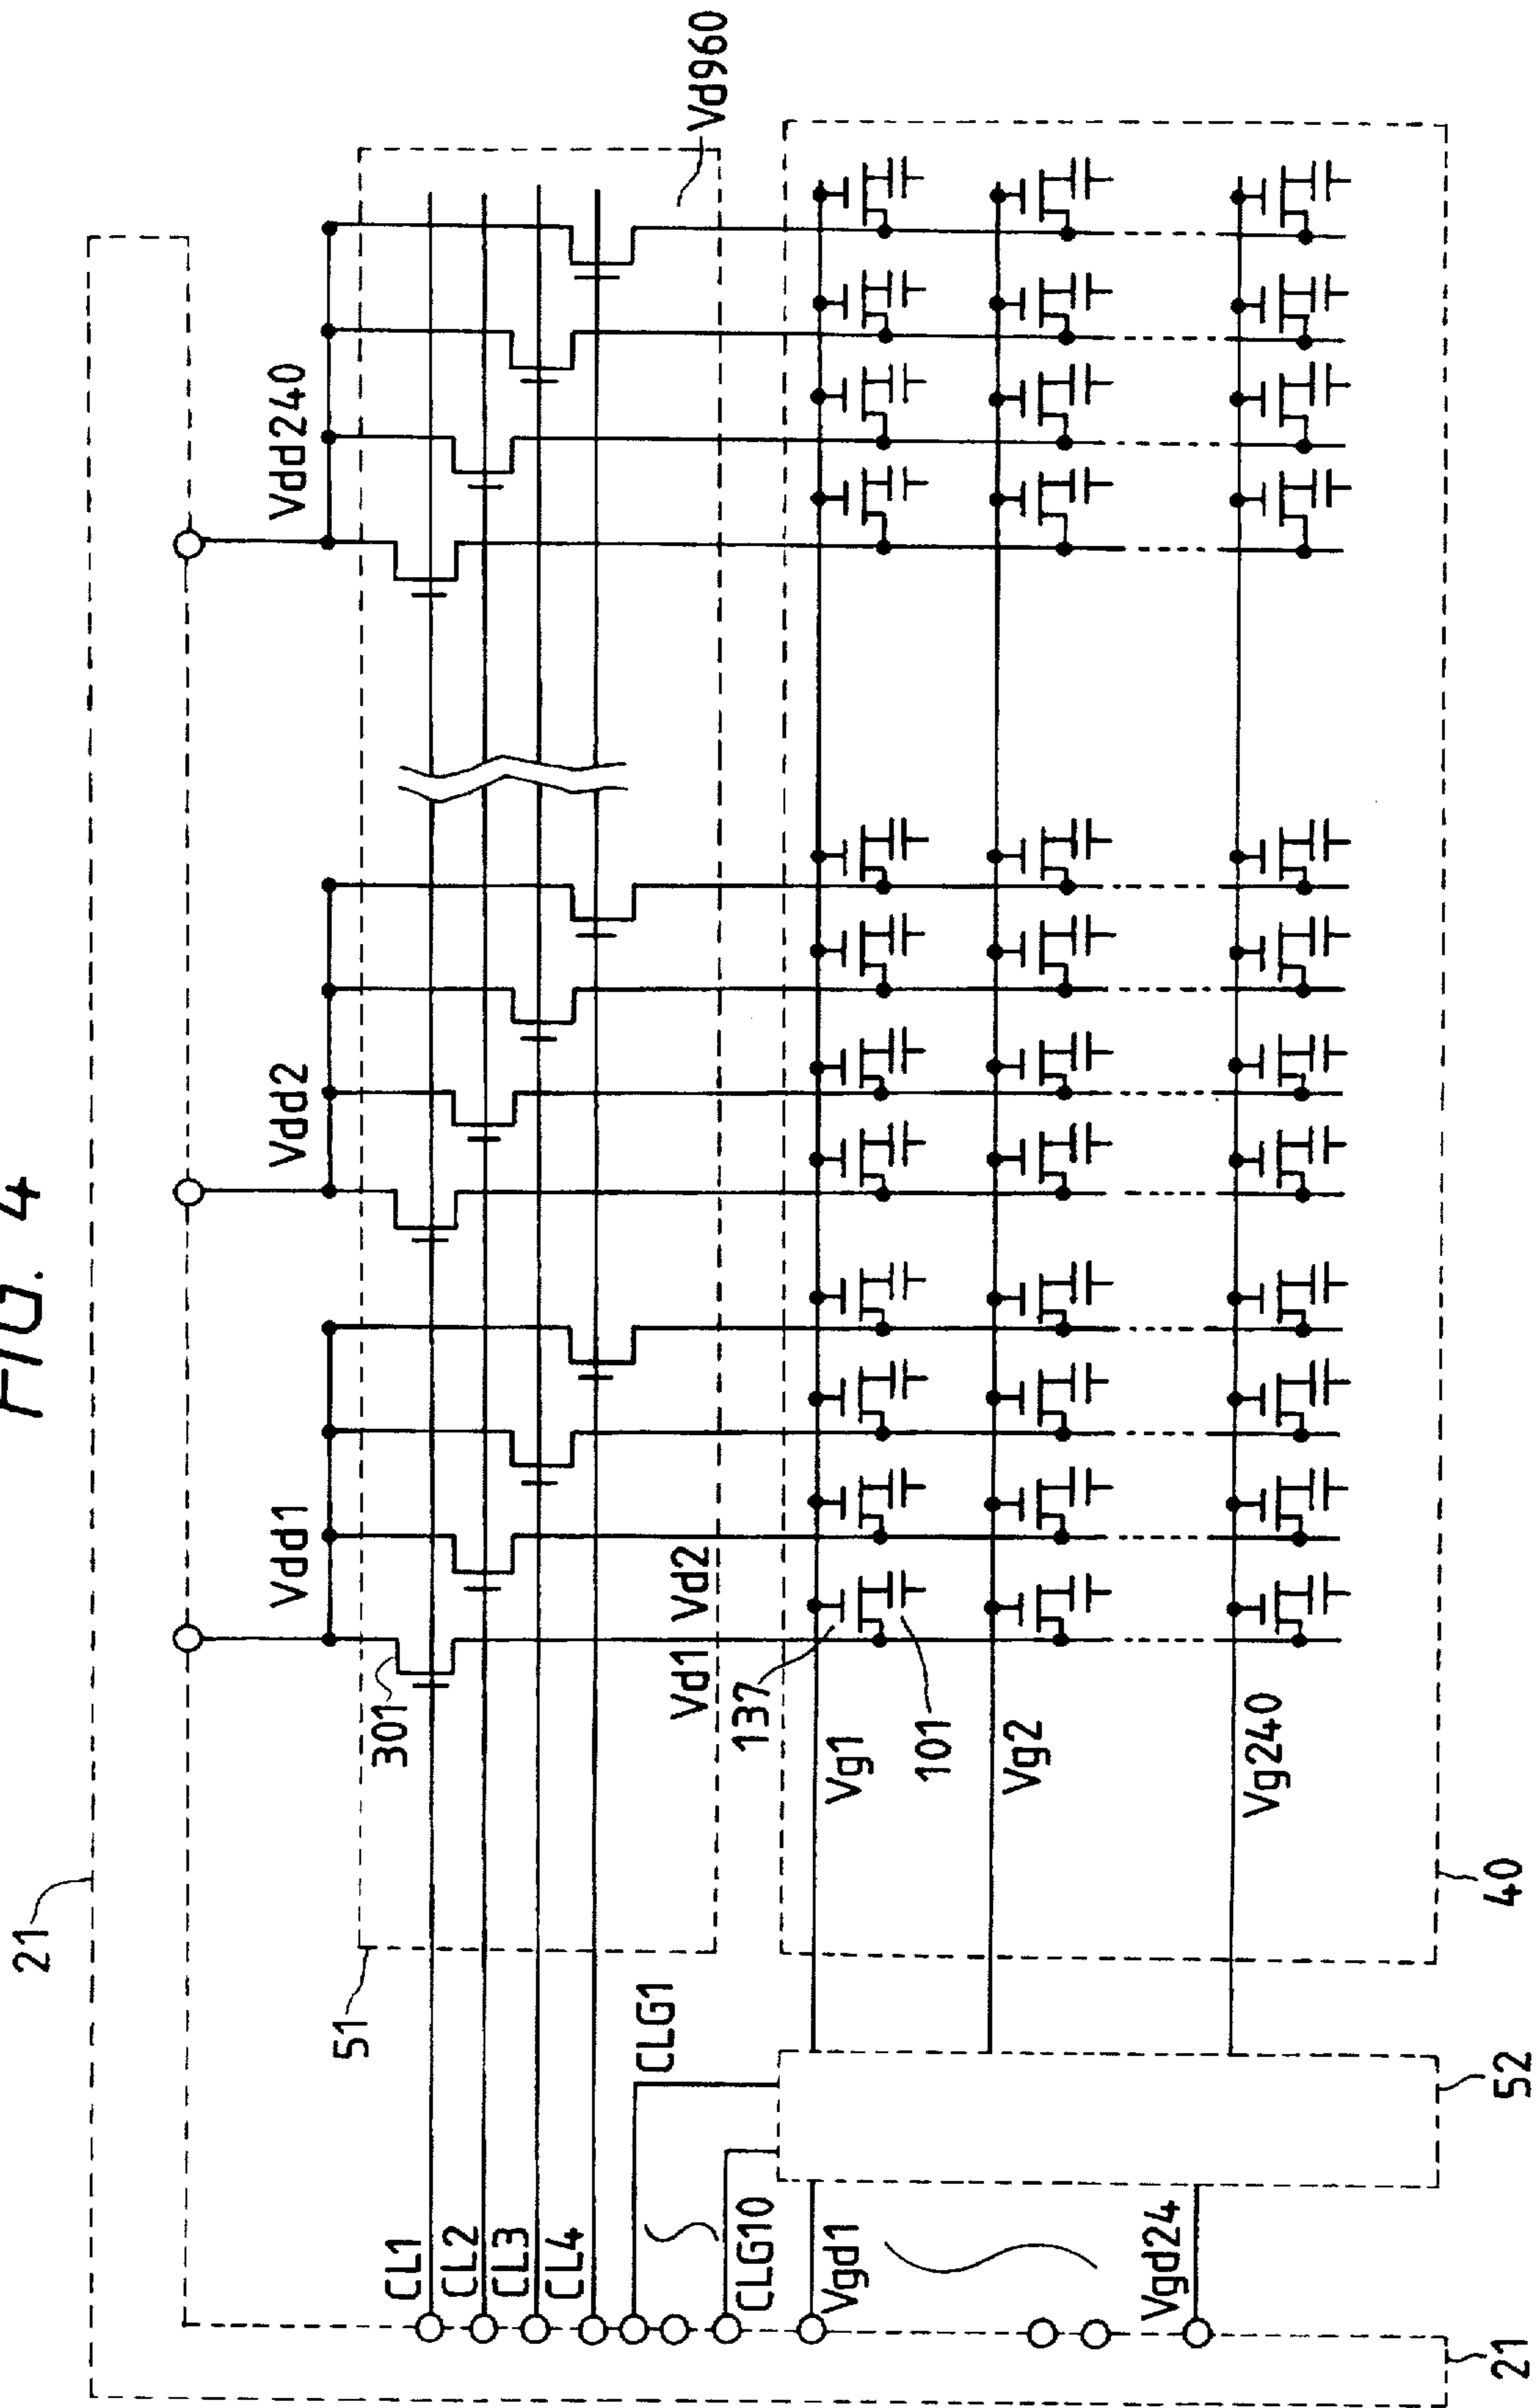 FIG. 4
21
Vdd1
Vdd2
Vdd240
301
51
CL1
CL2
CL3
CL4
CLG1
CLG10
Vgd1
Vgd24
Vd1 Vd2
Vd960
137
101
Vg1
Vg2
Vg240
40
52
21